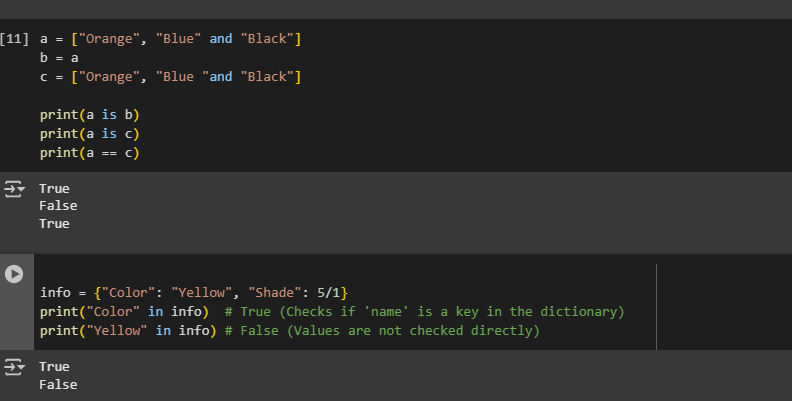 [11] a = ["Orange", "Blue" and "Black"]
b = a
c = ["Orange", "Blue "and "Black"]
print(a is b)
print(a is c)
print(a == c)
True
False
True
info = {"Color": "Yellow", "Shade": 5/1}
print("Color" in info)  # True (Checks if 'name' is a key in the dictionary)
print("Yellow" in info) # False (Values are not checked directly)
True
False